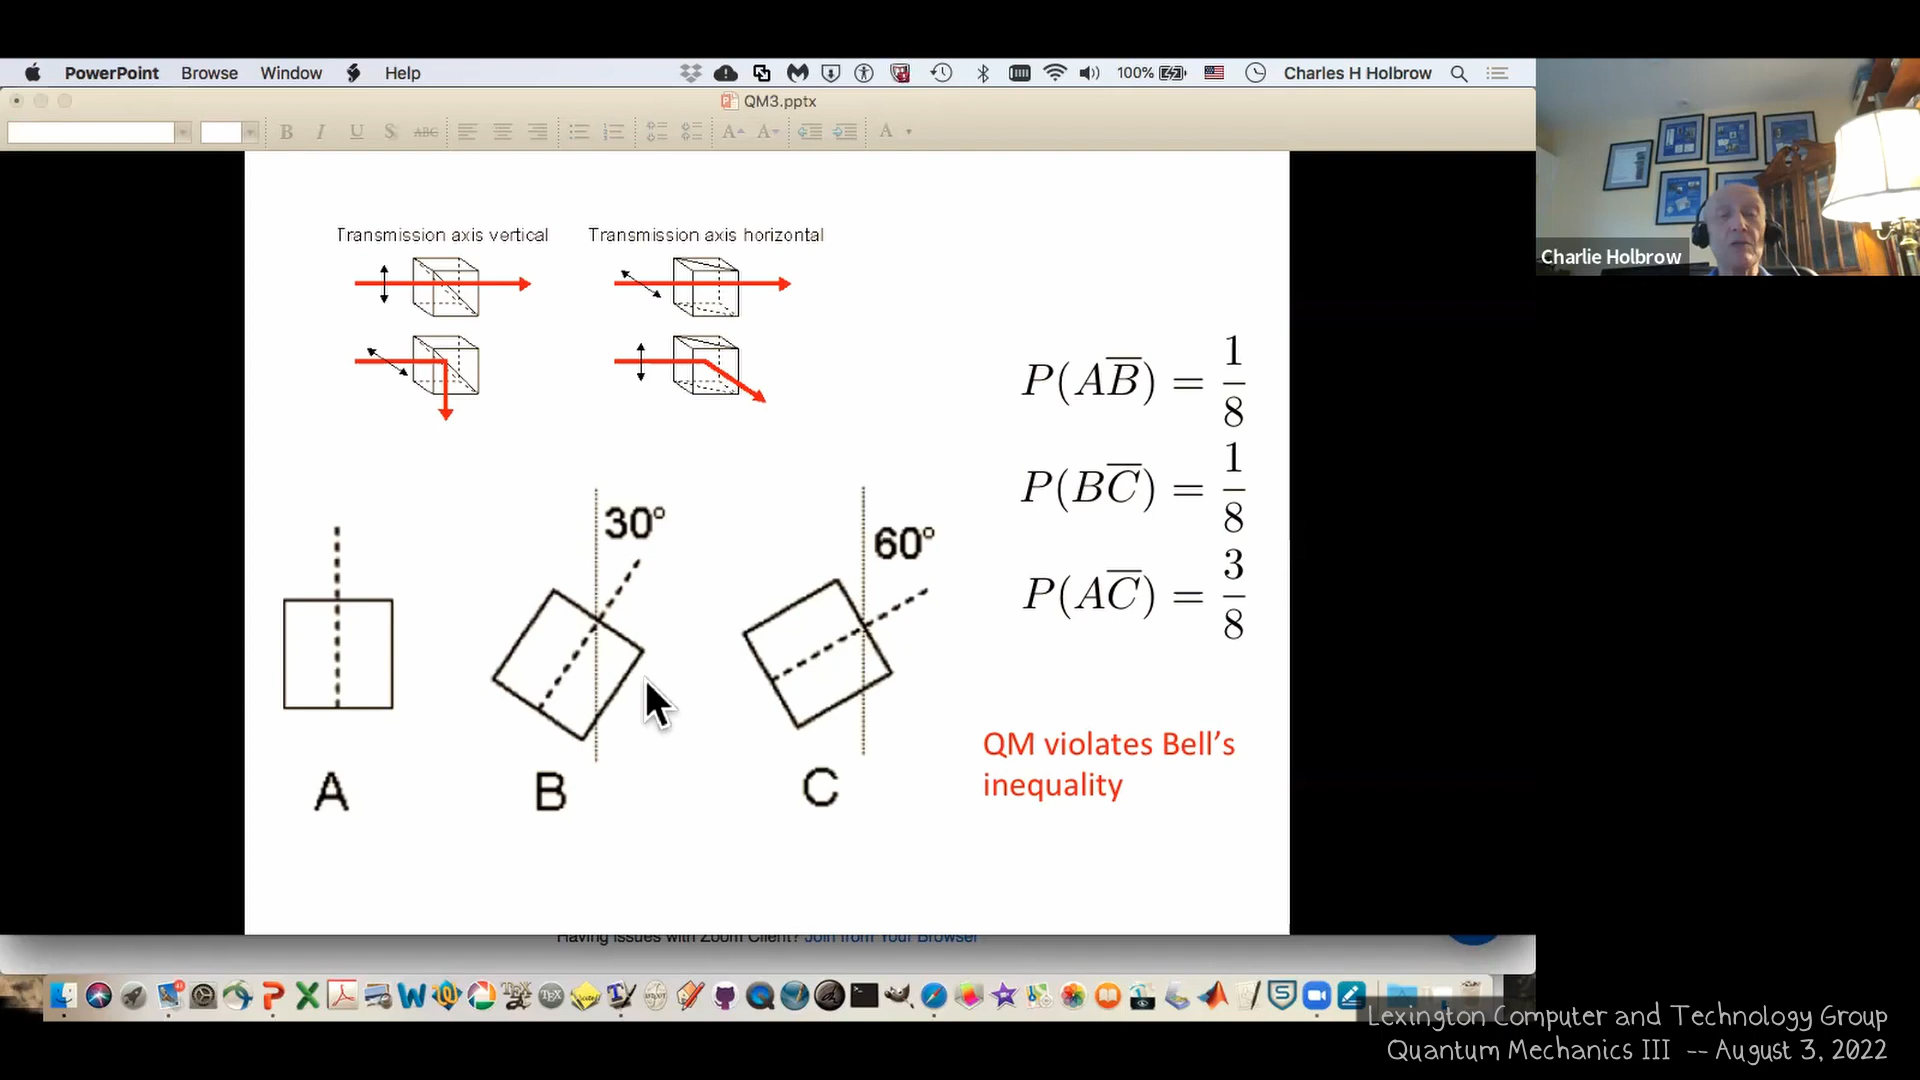 PowerPoint Browse Window Help 100% Charles H Holbrow
QM3.pptx
B I U S ABC A A A
Transmission axis vertical Transmission axis horizontal
P(AB̅) = 1/8
P(BC̅) = 1/8
P(AC̅) = 3/8
30°
60°
A B C
QM violates Bell's
inequality
Charlie Holbrow
Having issues with Zoom Client? Join from Your Browser
Lexington Computer and Technology Group
Quantum Mechanics III -- August 3, 2022